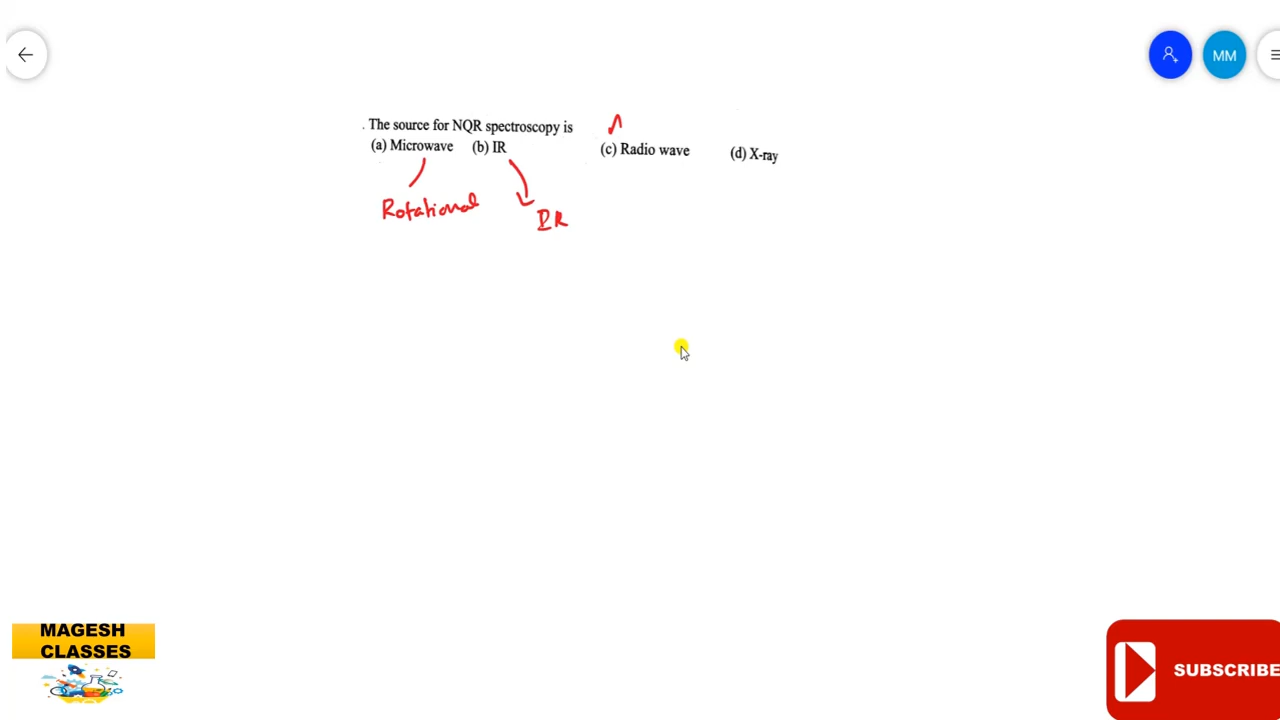 MM
. The source for NQR spectroscopy is
(a) Microwave (b) IR (c) Radio wave (d) X-ray
Rotational
IR
MAGESH
CLASSES
SUBSCRIBE